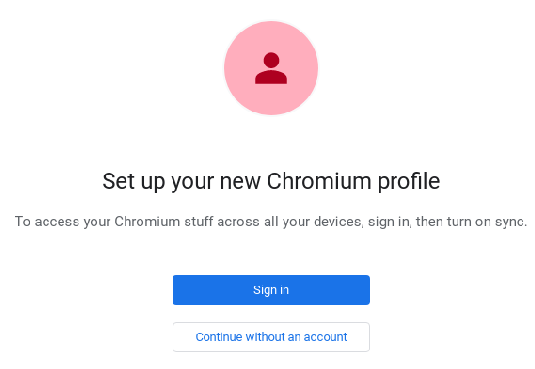 Set up your new Chromium profile
To access your Chromium stuff across all your devices, sign in, then turn on sync.
Sign in
Continue without an account